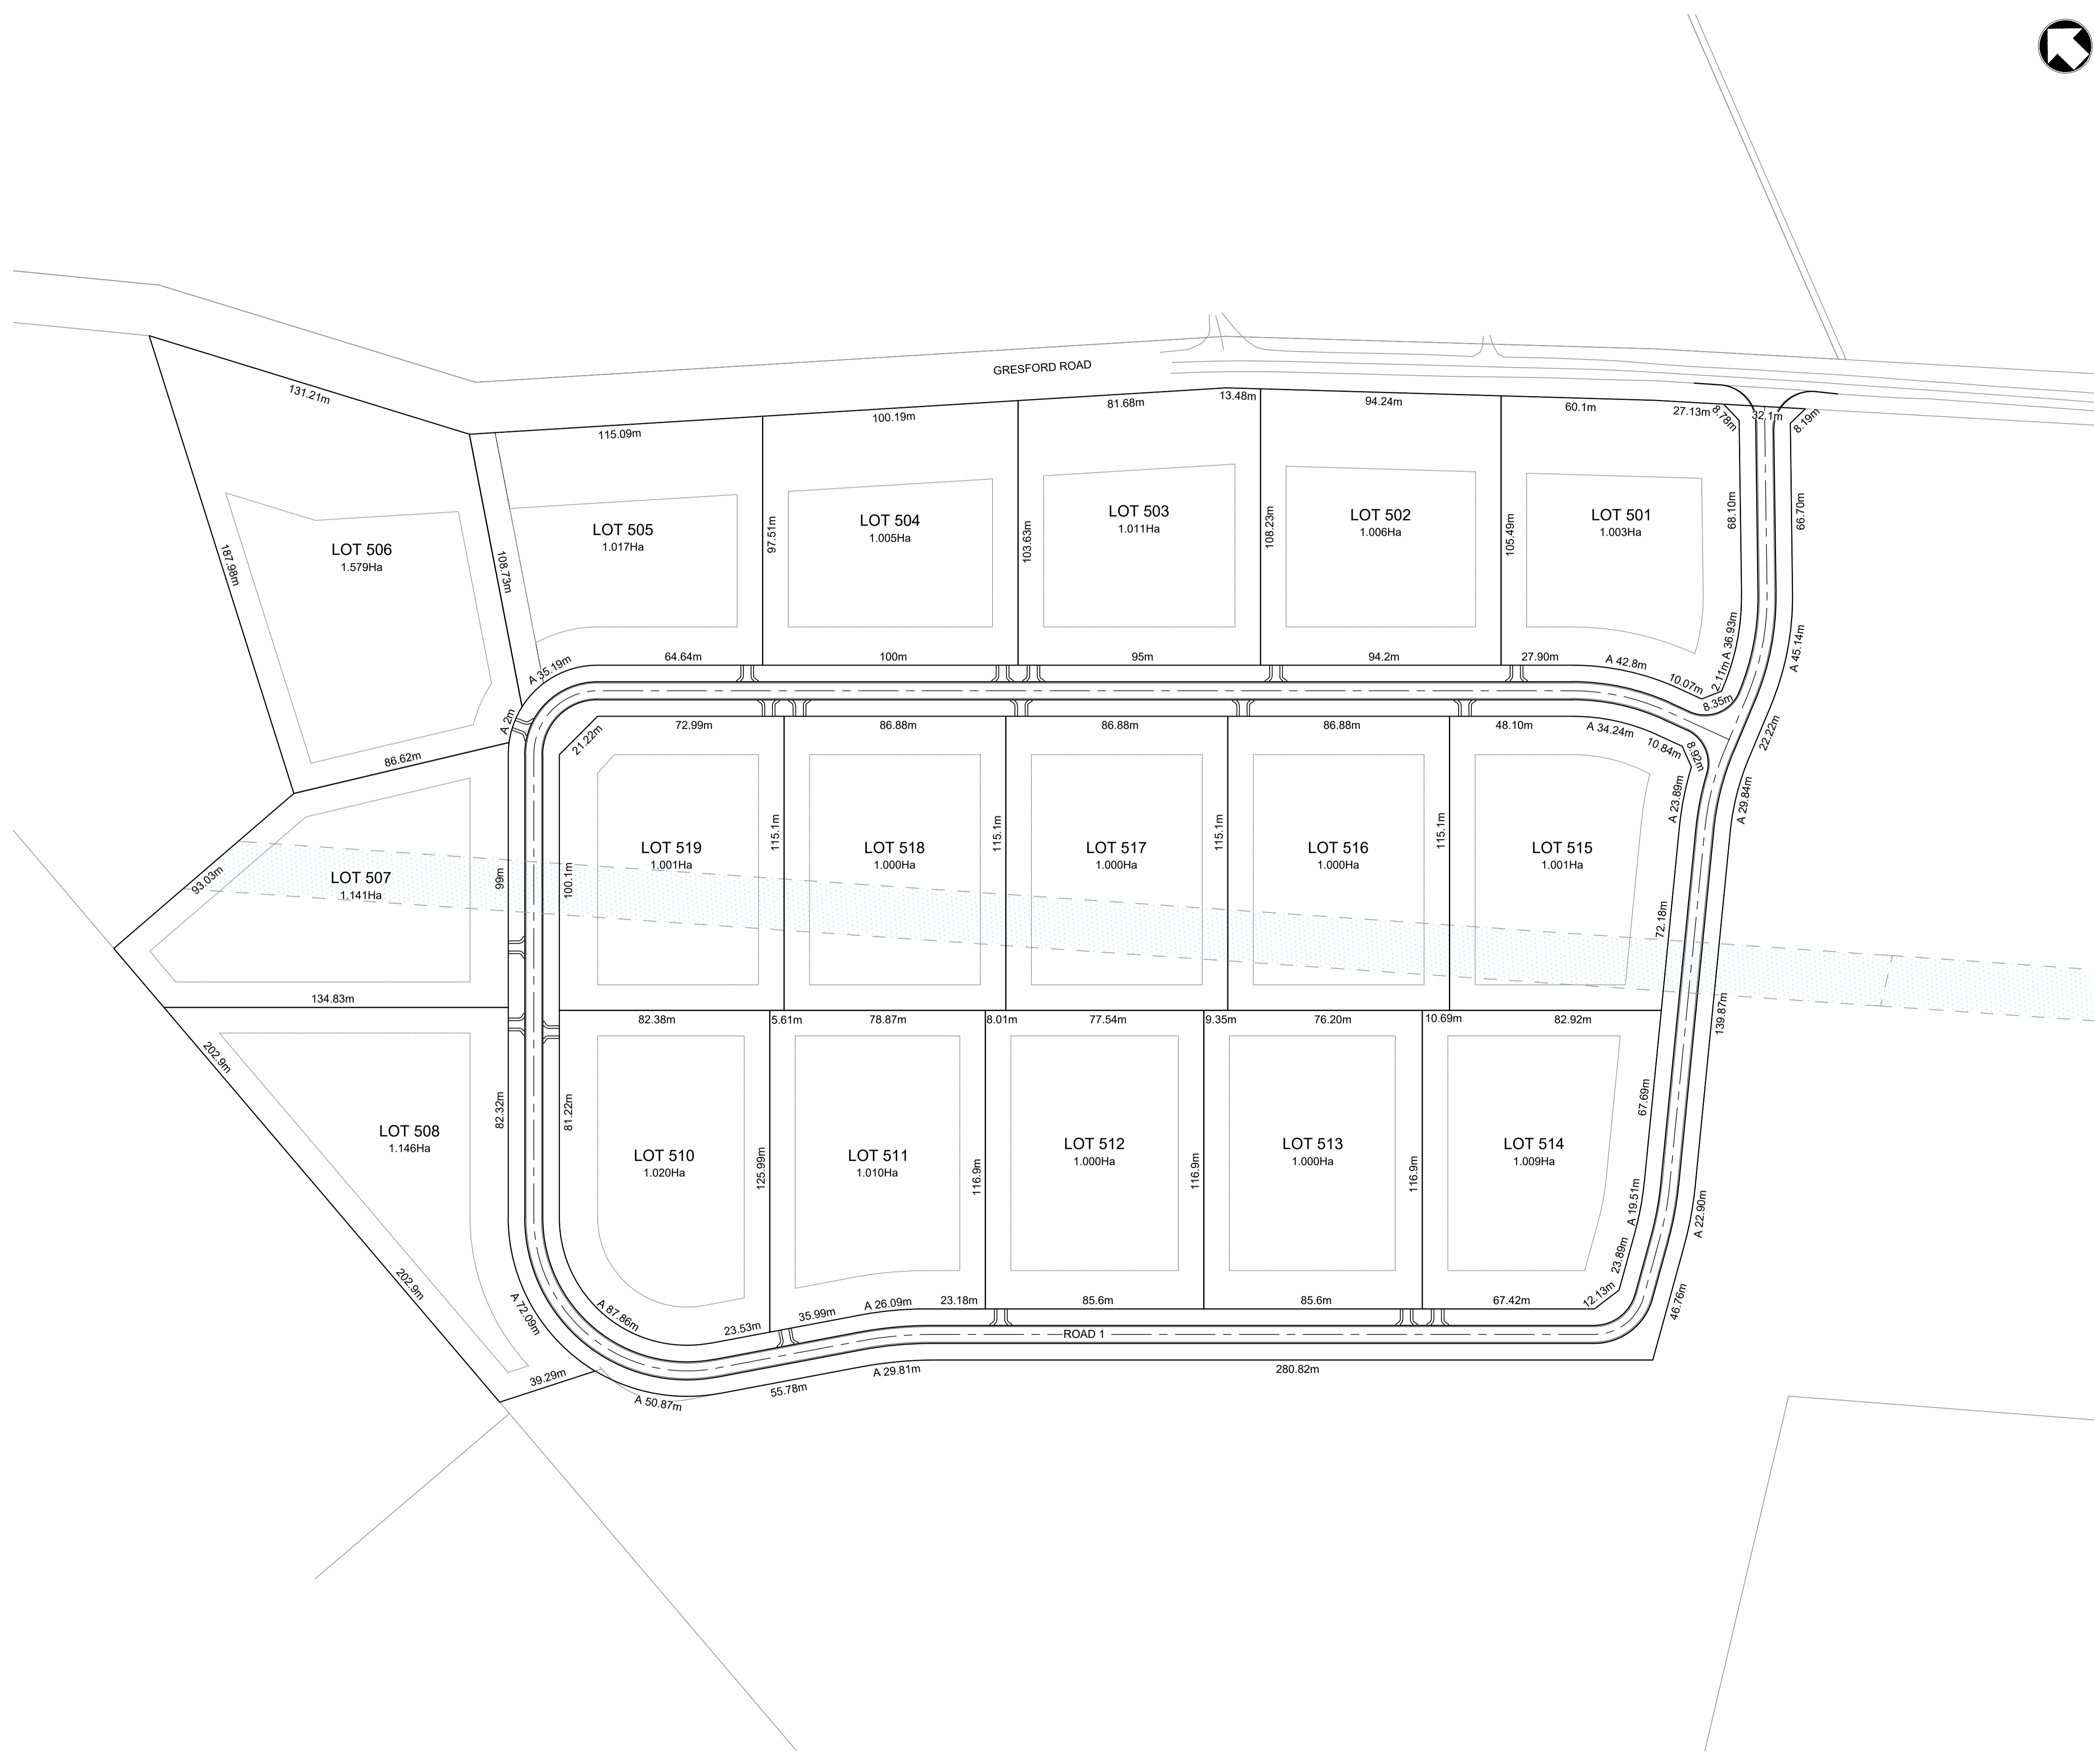 GRESFORD ROAD
131.21m
115.09m
100.19m
81.68m
13.48m
94.24m
60.1m
27.13m
8.78m
32.1m
8.19m
LOT 506
1.579Ha
187.98m
108.73m
LOT 505
1.017Ha
97.51m
LOT 504
1.005Ha
103.63m
LOT 503
1.011Ha
108.23m
LOT 502
1.006Ha
105.49m
LOT 501
1.003Ha
68.10m
66.70m
A 36.93m
A 45.14m
2.11m
A 35.19m
64.64m
100m
95m
94.2m
27.90m
A 42.8m
10.07m
8.35m
A 2m
86.62m
21.22m
72.99m
86.88m
86.88m
86.88m
48.10m
A 34.24m
10.84m
8.92m
22.22m
A 23.89m
A 29.84m
93.03m
LOT 507
1.141Ha
99m
100.1m
LOT 519
1.001Ha
115.1m
LOT 518
1.000Ha
115.1m
LOT 517
1.000Ha
115.1m
LOT 516
1.000Ha
115.1m
LOT 515
1.001Ha
72.18m
139.87m
134.83m
82.38m
5.61m
78.87m
8.01m
77.54m
9.35m
76.20m
10.69m
82.92m
202.9m
LOT 508
1.146Ha
82.32m
81.22m
LOT 510
1.020Ha
125.99m
LOT 511
1.010Ha
116.9m
LOT 512
1.000Ha
116.9m
LOT 513
1.000Ha
116.9m
LOT 514
1.009Ha
67.69m
A 19.51m
A 22.90m
23.89m
12.13m
46.76m
202.9m
A 72.09m
A 87.86m
23.53m
35.99m
A 26.09m
23.18m
85.6m
85.6m
67.42m
ROAD 1
39.29m
A 50.87m
55.78m
A 29.81m
280.82m